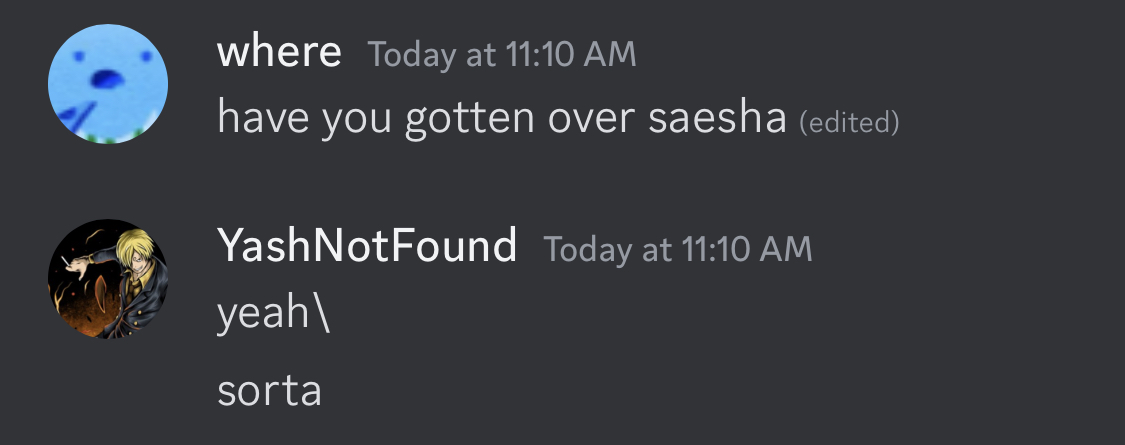 where Today at 11:10 AM
have you gotten over saesha (edited)
YashNotFound Today at 11:10 AM
yeah\
sorta